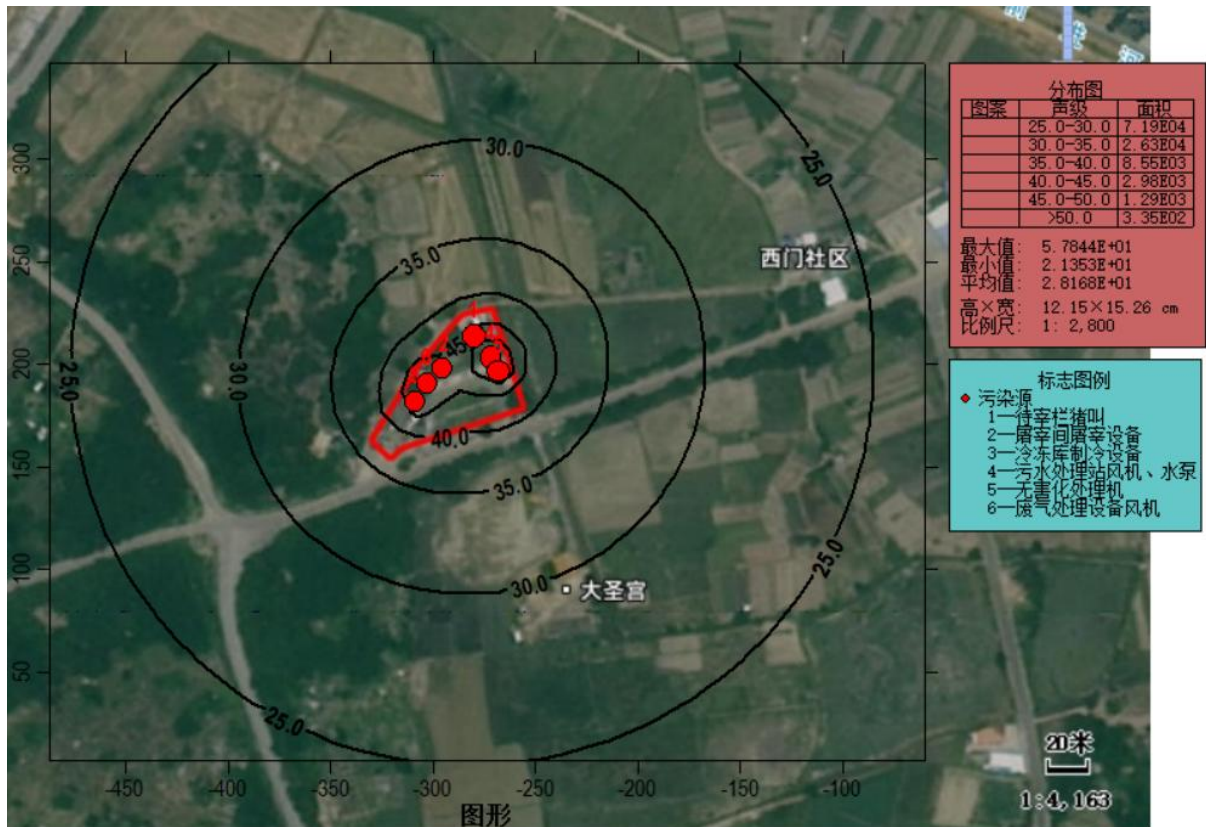 荆
龙
河
分布图
图案 声级 面积
25.0-30.0 7.19E04
30.0-35.0 2.63E04
35.0-40.0 8.55E03
40.0-45.0 2.98E03
45.0-50.0 1.29E03
>50.0 3.35E02
最大值: 5.7844E+01
最小值: 2.1353E+01
平均值: 2.8168E+01
高×宽: 12.15×15.26 cm
比例尺: 1: 2,800
标志图例
污染源
1—待宰栏猪叫
2—屠宰间屠宰设备
3—冷冻库制冷设备
4—污水处理站风机、水泵
5—无害化处理机
6—废气处理设备风机
300
250
200
150
100
50
30.0
25.0
35.0
西门社区
45
25.0
30.0
40.0
35.0
25.0
30.0
大圣宫
25.0
20米
1:4,163
-450 -400 -350 -300 -250 -200 -150 -100
图形